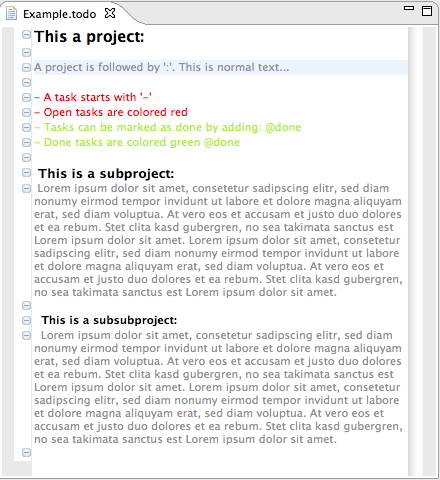 Example.todo
This a project:
A project is followed by ':'. This is normal text...
- A task starts with '-'
- Open tasks are colored red
- Tasks can be marked as done by adding: @done
- Done tasks are colored green @done
This is a subproject:
Lorem ipsum dolor sit amet, consetetur sadipscing elitr, sed diam
nonumy eirmod tempor invidunt ut labore et dolore magna aliquyam
erat, sed diam voluptua. At vero eos et accusam et justo duo dolores
et ea rebum. Stet clita kasd gubergren, no sea takimata sanctus est
Lorem ipsum dolor sit amet. Lorem ipsum dolor sit amet, consetetur
sadipscing elitr, sed diam nonumy eirmod tempor invidunt ut labore
et dolore magna aliquyam erat, sed diam voluptua. At vero eos et
accusam et justo duo dolores et ea rebum. Stet clita kasd gubergren,
no sea takimata sanctus est Lorem ipsum dolor sit amet.
This is a subsubproject:
Lorem ipsum dolor sit amet, consetetur sadipscing elitr, sed diam
nonumy eirmod tempor invidunt ut labore et dolore magna aliquyam
erat, sed diam voluptua. At vero eos et accusam et justo duo dolores
et ea rebum. Stet clita kasd gubergren, no sea takimata sanctus est
Lorem ipsum dolor sit amet. Lorem ipsum dolor sit amet, consetetur
sadipscing elitr, sed diam nonumy eirmod tempor invidunt ut labore
et dolore magna aliquyam erat, sed diam voluptua. At vero eos et
accusam et justo duo dolores et ea rebum. Stet clita kasd gubergren,
no sea takimata sanctus est Lorem ipsum dolor sit amet.